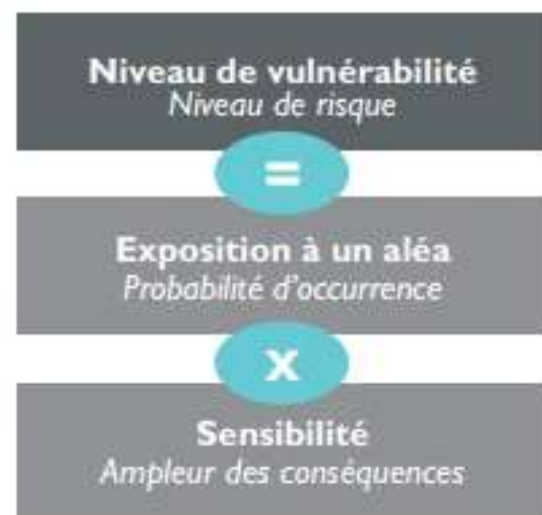 Niveau de vulnérabilité
Niveau de risque
=
Exposition à un aléa
Probabilité d'occurrence
x
Sensibilité
Ampleur des conséquences